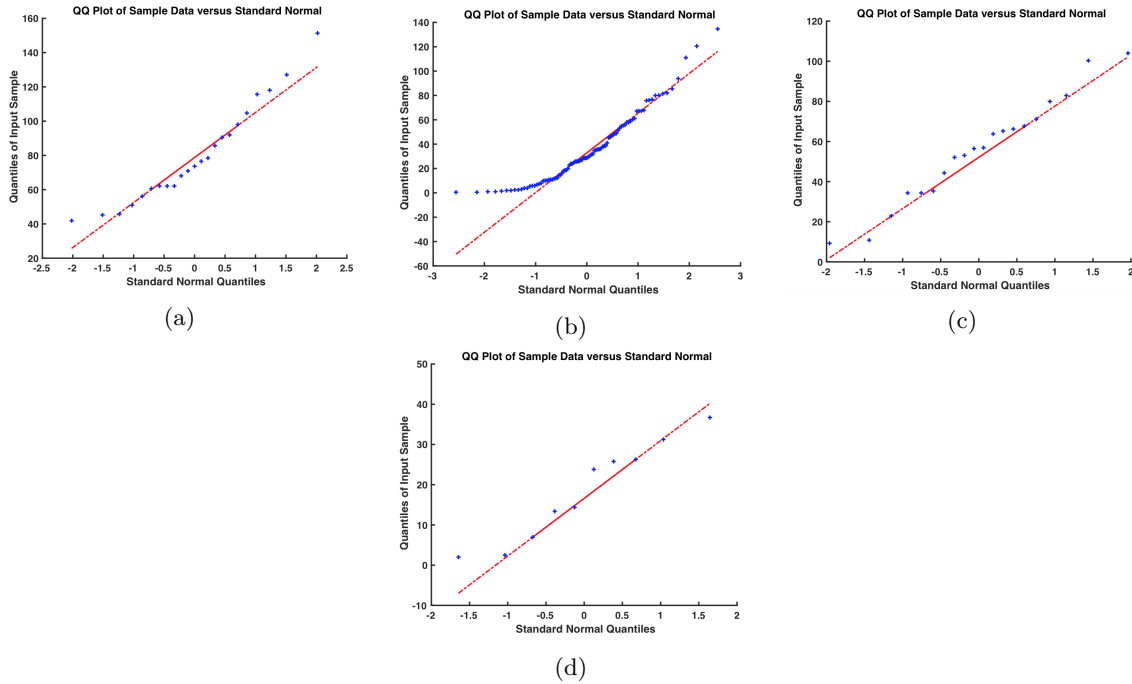 QQ Plot of Sample Data versus Standard Normal
Quantiles of Input Sample
160
140
120
100
80
60
40
20
-2.5 -2 -1.5 -1 -0.5 0 0.5 1 1.5 2 2.5
Standard Normal Quantiles
(a)
QQ Plot of Sample Data versus Standard Normal
Quantiles of Input Sample
140
120
100
80
60
40
20
0
-20
-40
-60
-3 -2 -1 0 1 2 3
Standard Normal Quantiles
(b)
QQ Plot of Sample Data versus Standard Normal
Quantiles of Input Sample
120
100
80
60
40
20
0
-2 -1.5 -1 -0.5 0 0.5 1 1.5 2
Standard Normal Quantiles
(c)
QQ Plot of Sample Data versus Standard Normal
Quantiles of Input Sample
50
40
30
20
10
0
-10
-2 -1.5 -1 -0.5 0 0.5 1 1.5 2
Standard Normal Quantiles
(d)